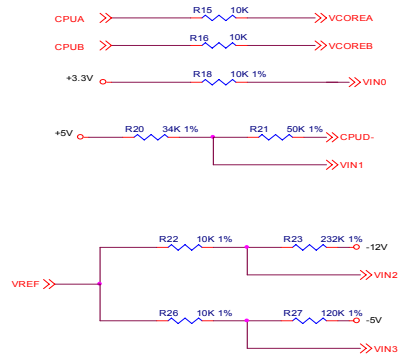 R15 10K
CPUA VCOREA
R16 10K
CPUB VCOREB
R18 10K 1%
+3.3V VIN0
R20 34K 1% R21 50K 1%
+5V CPUD-
VIN1
R22 10K 1% R23 232K 1%
-12V
VIN2
VREF
R26 10K 1% R27 120K 1%
-5V
VIN3